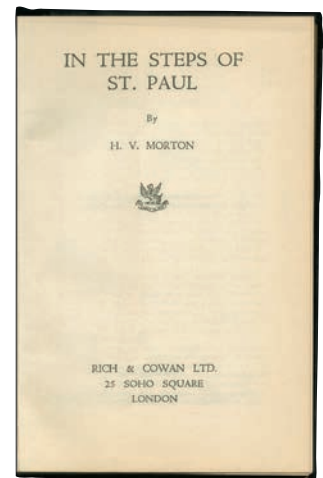 IN THE STEPS OF
ST. PAUL
By
H. V. MORTON
RICH & COWAN LTD.
25 SOHO SQUARE
LONDON